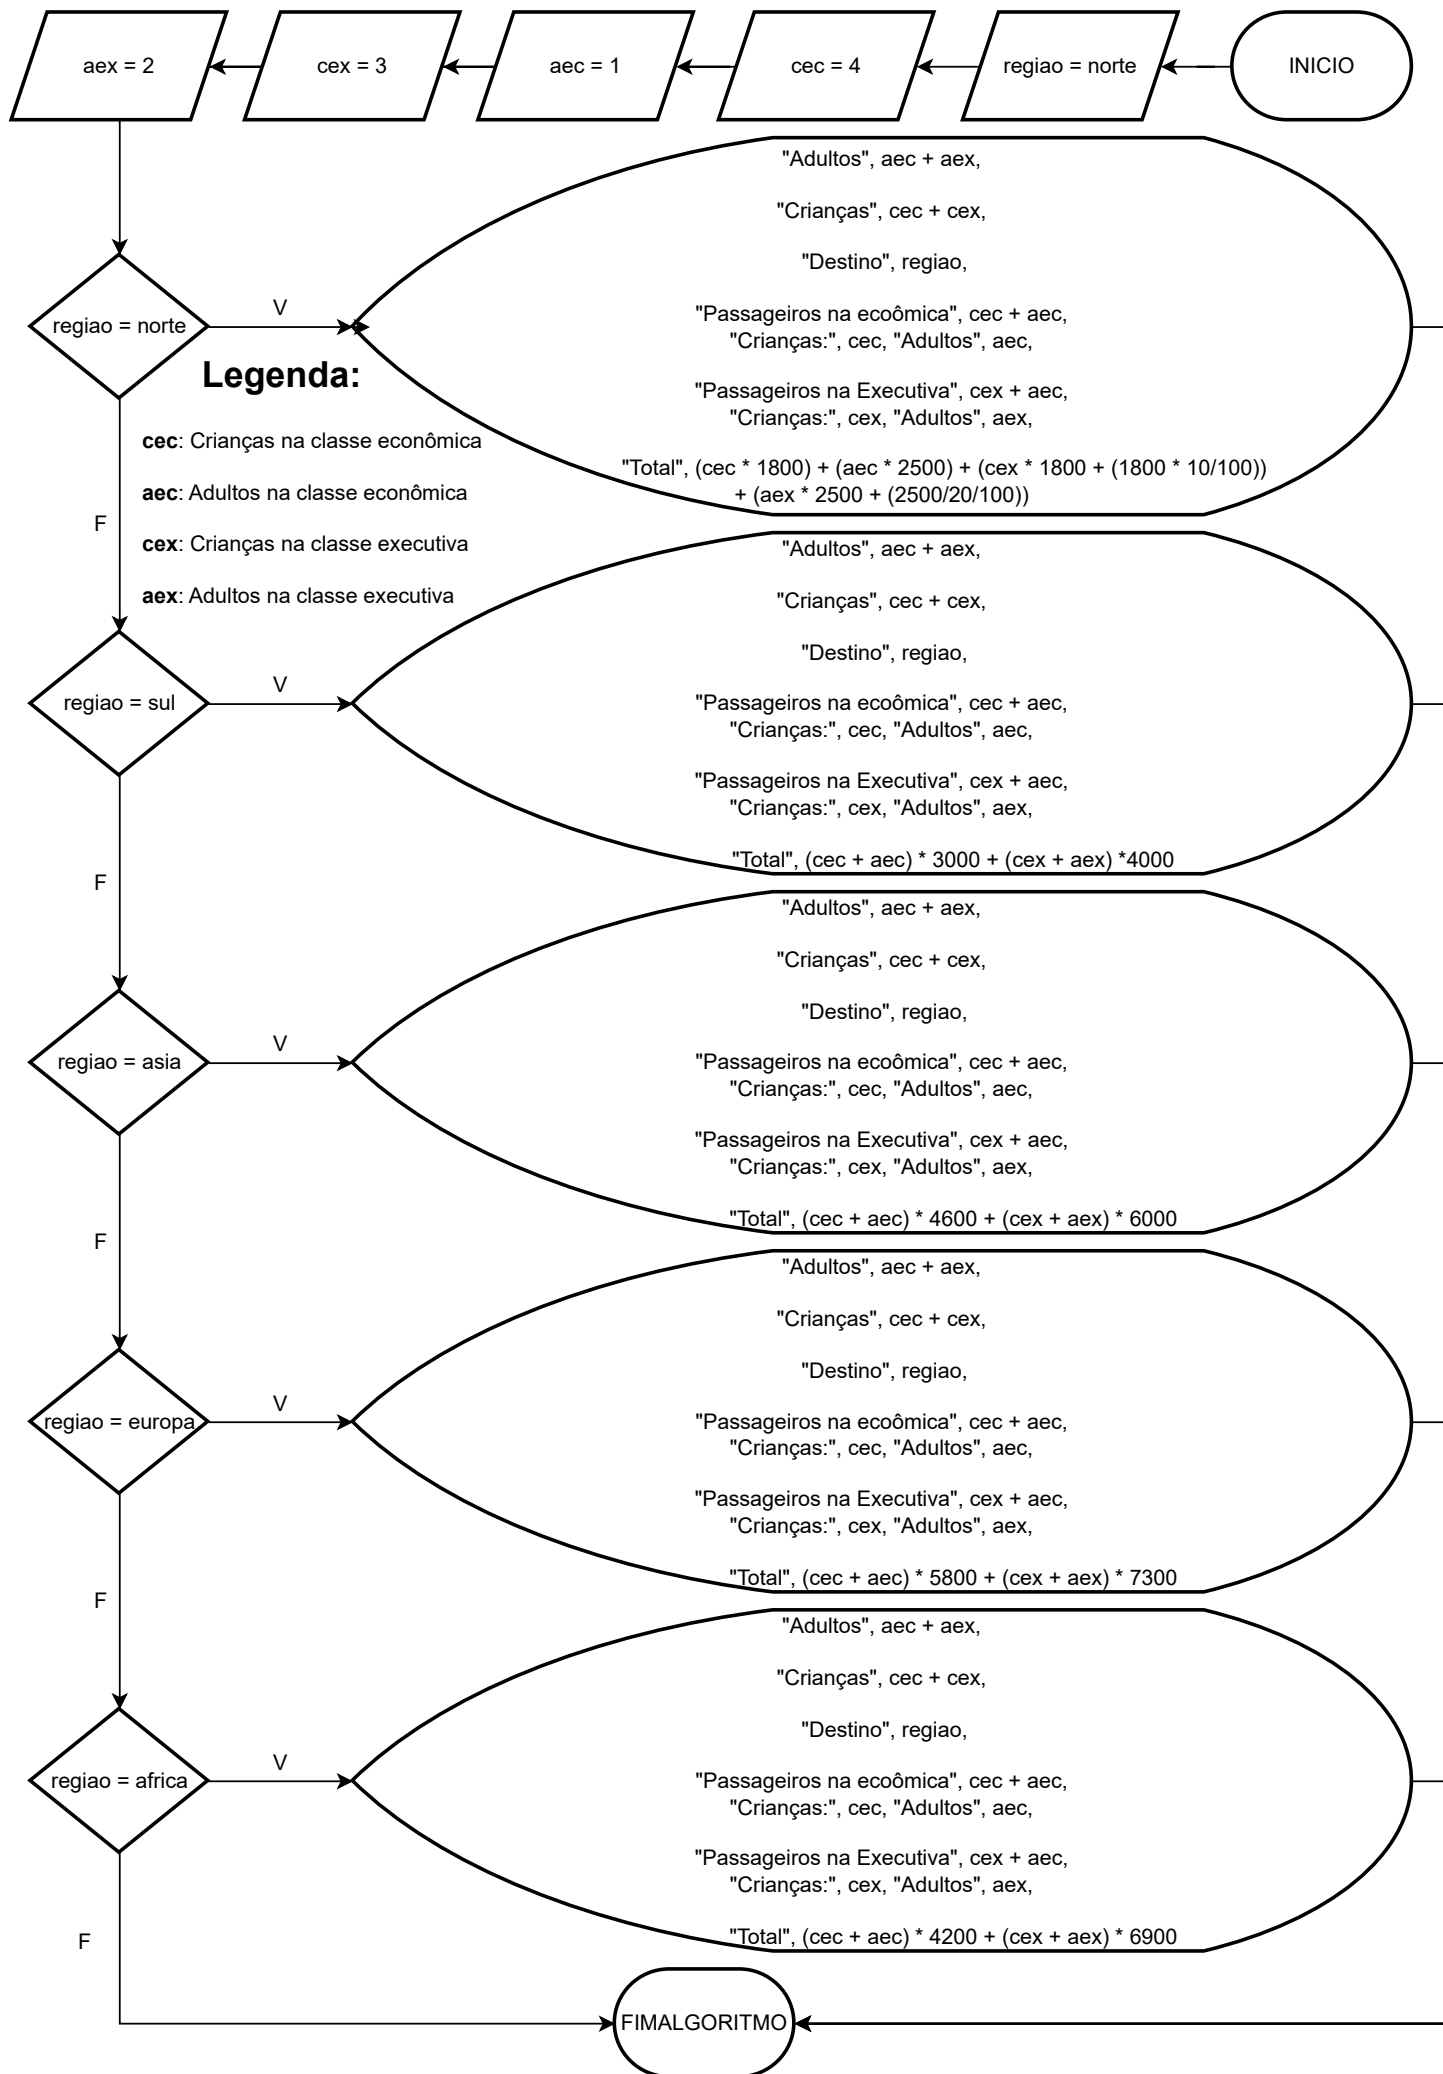 aex = 2
cex = 3
aec = 1
cec = 4
regiao = norte
INICIO
"Adultos", aec + aex,
"Crianças", cec + cex,
"Destino", regiao,
"Passageiros na ecoômica", cec + aec,
"Crianças:", cec, "Adultos", aec,
"Passageiros na Executiva", cex + aec,
"Crianças:", cex, "Adultos", aex,
"Total", (cec * 1800) + (aec * 2500) + (cex * 1800 + (1800 * 10/100))
+ (aex * 2500 + (2500/20/100))
regiao = norte
V
F
Legenda:
cec: Crianças na classe econômica
aec: Adultos na classe econômica
cex: Crianças na classe executiva
aex: Adultos na classe executiva
"Adultos", aec + aex,
"Crianças", cec + cex,
"Destino", regiao,
"Passageiros na ecoômica", cec + aec,
"Crianças:", cec, "Adultos", aec,
"Passageiros na Executiva", cex + aec,
"Crianças:", cex, "Adultos", aex,
"Total", (cec + aec) * 3000 + (cex + aex) *4000
regiao = sul
V
F
"Adultos", aec + aex,
"Crianças", cec + cex,
"Destino", regiao,
"Passageiros na ecoômica", cec + aec,
"Crianças:", cec, "Adultos", aec,
"Passageiros na Executiva", cex + aec,
"Crianças:", cex, "Adultos", aex,
"Total", (cec + aec) * 4600 + (cex + aex) * 6000
regiao = asia
V
F
"Adultos", aec + aex,
"Crianças", cec + cex,
"Destino", regiao,
"Passageiros na ecoômica", cec + aec,
"Crianças:", cec, "Adultos", aec,
"Passageiros na Executiva", cex + aec,
"Crianças:", cex, "Adultos", aex,
"Total", (cec + aec) * 5800 + (cex + aex) * 7300
regiao = europa
V
F
"Adultos", aec + aex,
"Crianças", cec + cex,
"Destino", regiao,
"Passageiros na ecoômica", cec + aec,
"Crianças:", cec, "Adultos", aec,
"Passageiros na Executiva", cex + aec,
"Crianças:", cex, "Adultos", aex,
"Total", (cec + aec) * 4200 + (cex + aex) * 6900
regiao = africa
V
F
FIMALGORITMO